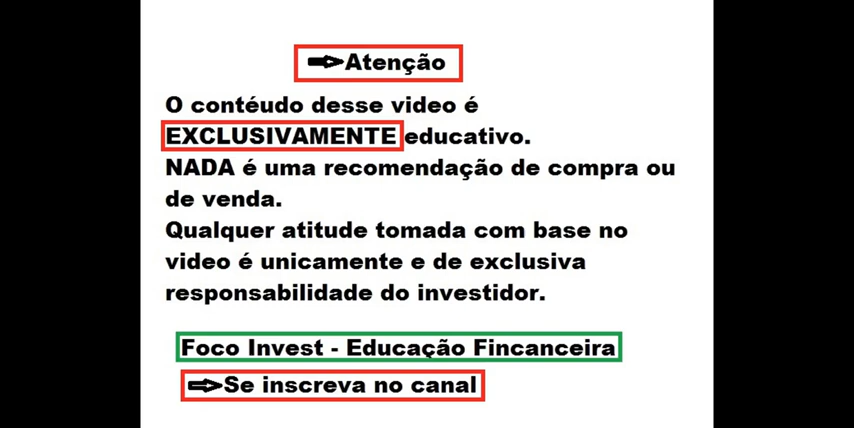 Atenção
O contéudo desse video é
EXCLUSIVAMENTE educativo.
NADA é uma recomendação de compra ou
de venda.
Qualquer atitude tomada com base no
video é unicamente e de exclusiva
responsabilidade do investidor.
Foco Invest - Educação Fincanceira
Se inscreva no canal